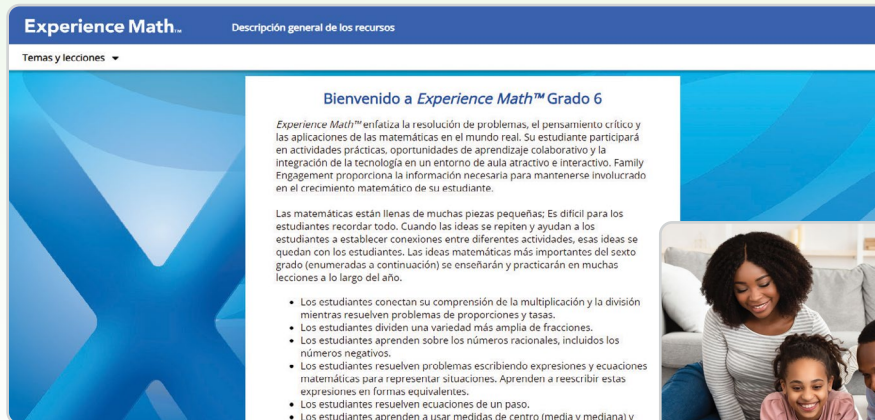 Experience Math™
Descripción general de los recursos
Temas y lecciones
Bienvenido a Experience Math™ Grado 6
Experience Math™ enfatiza la resolución de problemas, el pensamiento crítico y
las aplicaciones de las matemáticas en el mundo real. Su estudiante participará
en actividades prácticas, oportunidades de aprendizaje colaborativo y la
integración de la tecnología en un entorno de aula atractivo e interactivo. Family
Engagement proporciona la información necesaria para mantenerse involucrado
en el crecimiento matemático de su estudiante.
Las matemáticas están llenas de muchas piezas pequeñas; Es difícil para los
estudiantes recordar todo. Cuando las ideas se repiten y ayudan a los
estudiantes a establecer conexiones entre diferentes actividades, esas ideas se
quedan con los estudiantes. Las ideas matemáticas más importantes del sexto
grado (enumeradas a continuación) se enseñarán y practicarán en muchas
lecciones a lo largo del año.
• Los estudiantes conectan su comprensión de la multiplicación y la división
mientras resuelven problemas de proporciones y tasas.
• Los estudiantes dividen una variedad más amplia de fracciones.
• Los estudiantes aprenden sobre los números racionales, incluidos los
números negativos.
• Los estudiantes resuelven problemas escribiendo expresiones y ecuaciones
matemáticas para representar situaciones. Aprenden a reescribir estas
expresiones en formas equivalentes.
• Los estudiantes resuelven ecuaciones de un paso.
• Los estudiantes aprenden a usar medidas de centro (media y mediana) y